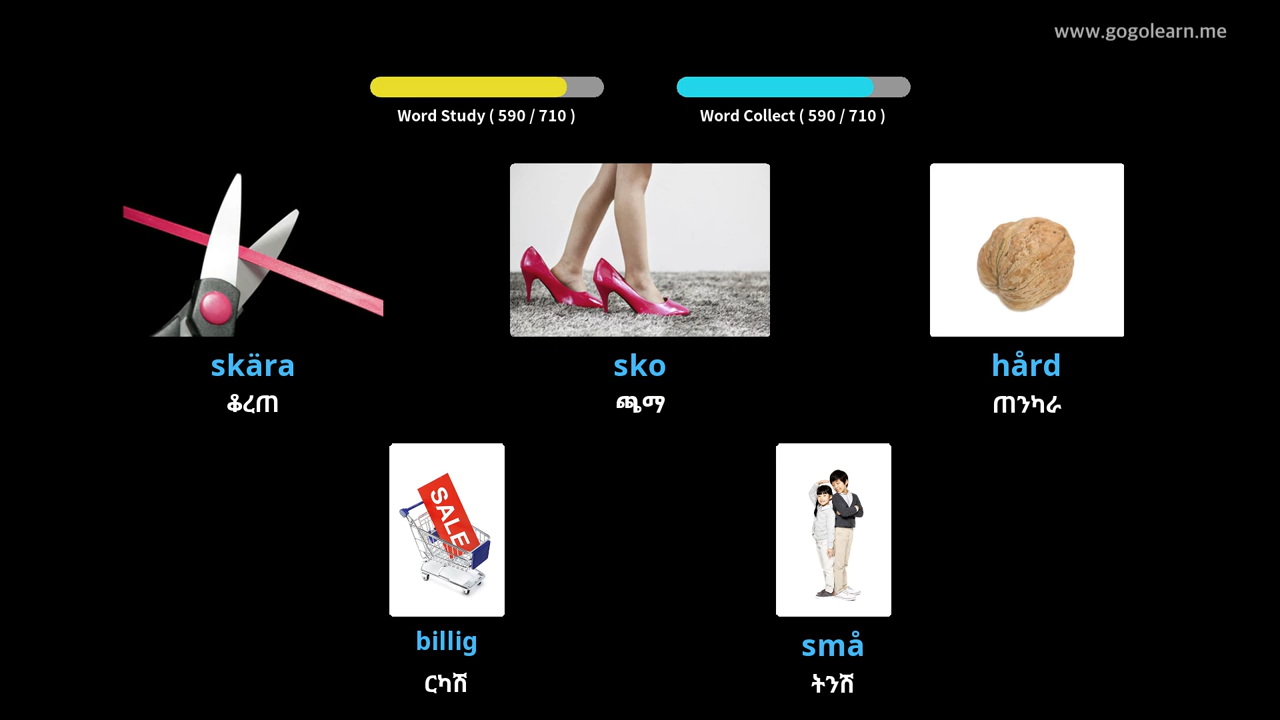 www.gogolearn.me
Word Study ( 590 / 710 )
Word Collect ( 590 / 710 )
skära
ቆረጠ
sko
ጫማ
hård
ጠንካራ
SALE
billig
ርካሽ
små
ትንሽ